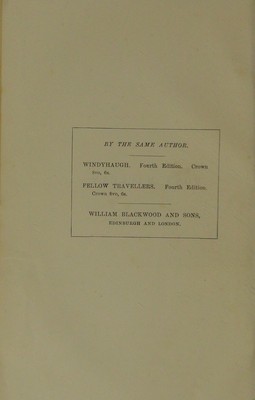 BY THE SAME AUTHOR.
WINDYHAUGH. Fourth Edition. Crown
8vo, 6s.
FELLOW TRAVELLERS. Fourth Edition.
Crown 8vo, 6s.
WILLIAM BLACKWOOD AND SONS,
EDINBURGH AND LONDON.